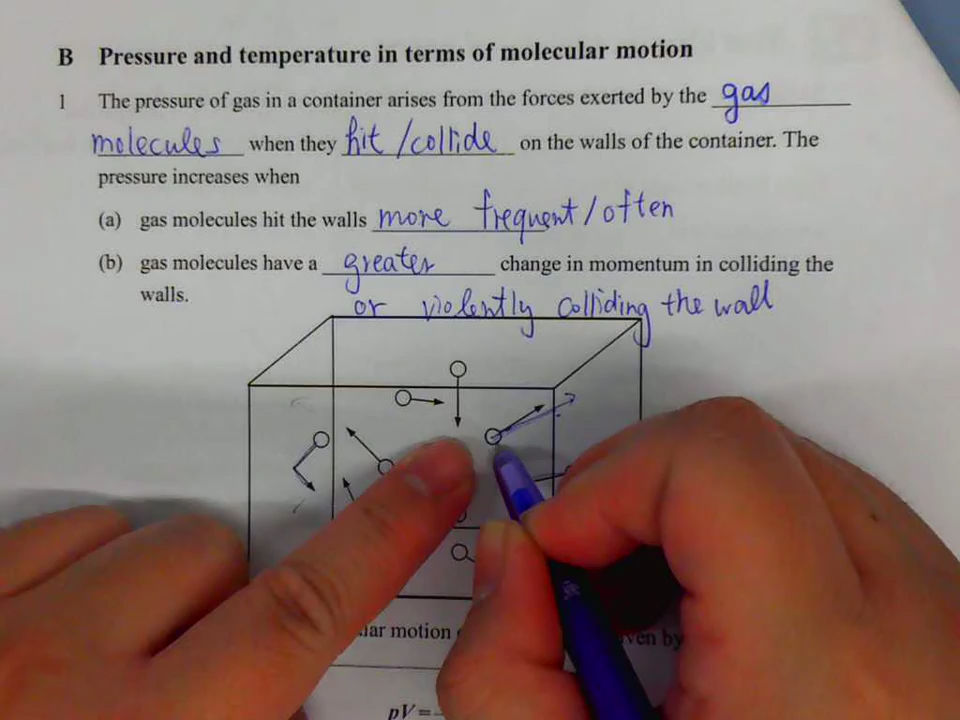 B Pressure and temperature in terms of molecular motion
1 The pressure of gas in a container arises from the forces exerted by the gas
molecules when they hit /collide on the walls of the container. The
pressure increases when
(a) gas molecules hit the walls more frequent / often
(b) gas molecules have a greater change in momentum in colliding the
walls.
or violently colliding the wall
motion
by
pV =